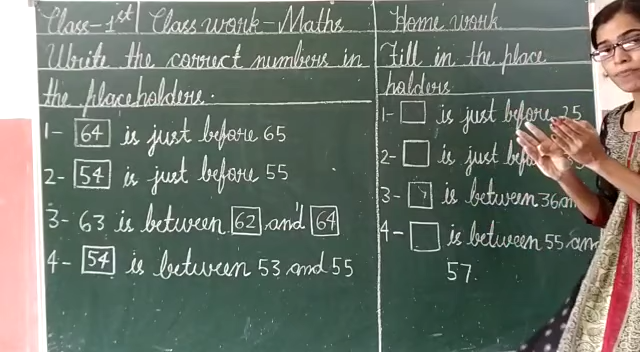 Class-1st Class work - Maths
Write the correct numbers in
the placeholders.
1- 64 is just before 65
2- 54 is just before 55
3- 63 is between 62 and 64
4- 54 is between 53 and 55
Home work
Fill in the place
holders
1- is just before 25
2- is just
3- is between 36
4- is between 55 and
57.